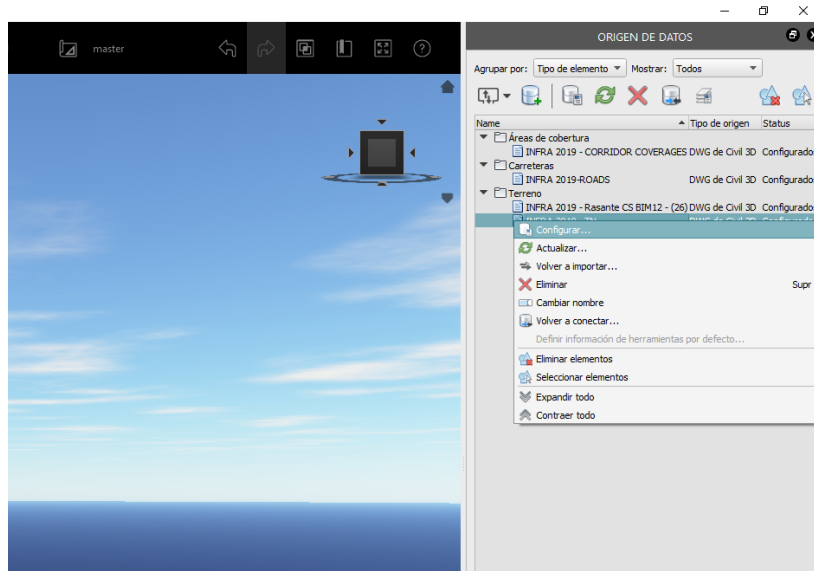 ORIGEN DE DATOS
master
Agrupar por: Tipo de elemento Mostrar: Todos
Name Tipo de origen Status
Áreas de cobertura
INFRA 2019 - CORRIDOR COVERAGES DWG de Civil 3D Configurado
Carreteras
INFRA 2019-ROADS DWG de Civil 3D Configurado
Terreno
INFRA 2019 - Rasante CS BIM12 - (26) DWG de Civil 3D Configurado
Configurar...
Actualizar...
Volver a importar...
Eliminar Supr
Cambiar nombre
Volver a conectar...
Definir información de herramientas por defecto...
Eliminar elementos
Seleccionar elementos
Expandir todo
Contraer todo